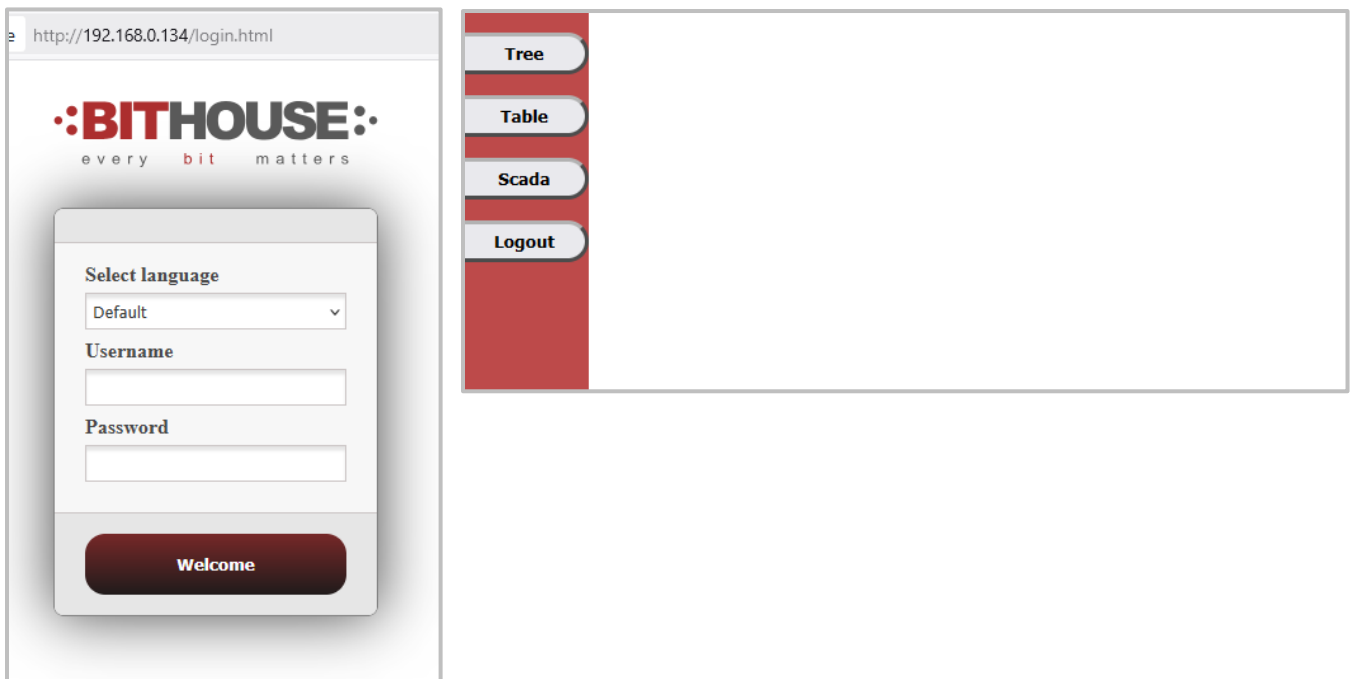 http://192.168.0.134/login.html
BITHOUSE
every bit matters
Select language
Default
Username
Password
Welcome
Tree
Table
Scada
Logout